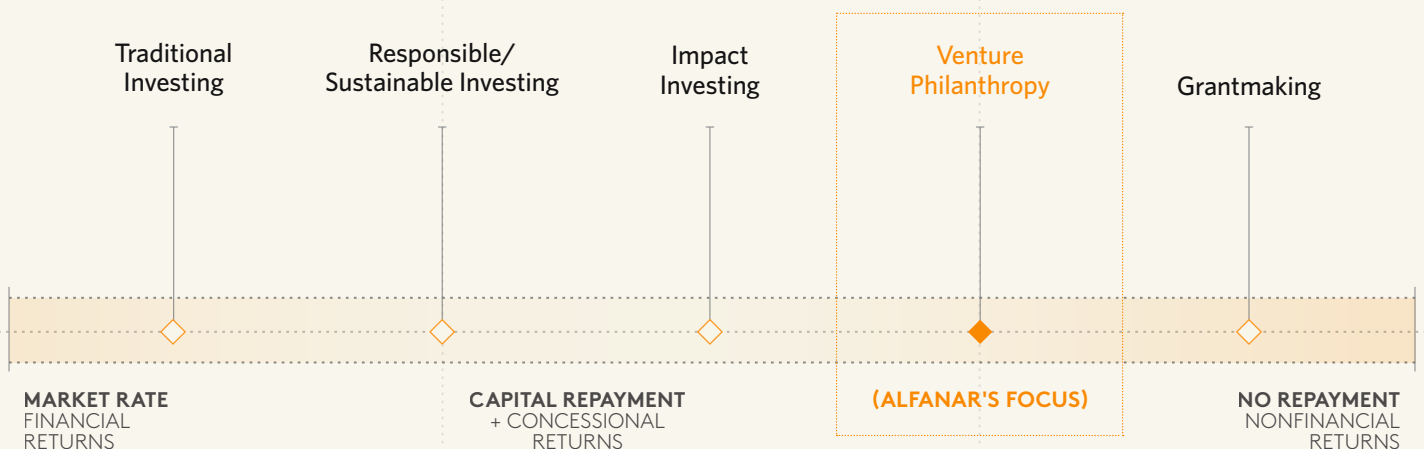 Traditional
Investing
Responsible/
Sustainable Investing
Impact
Investing
Venture
Philanthropy
Grantmaking
MARKET RATE
FINANCIAL
RETURNS
CAPITAL REPAYMENT
+ CONCESSIONAL
RETURNS
(ALFANAR'S FOCUS)
NO REPAYMENT
NONFINANCIAL
RETURNS